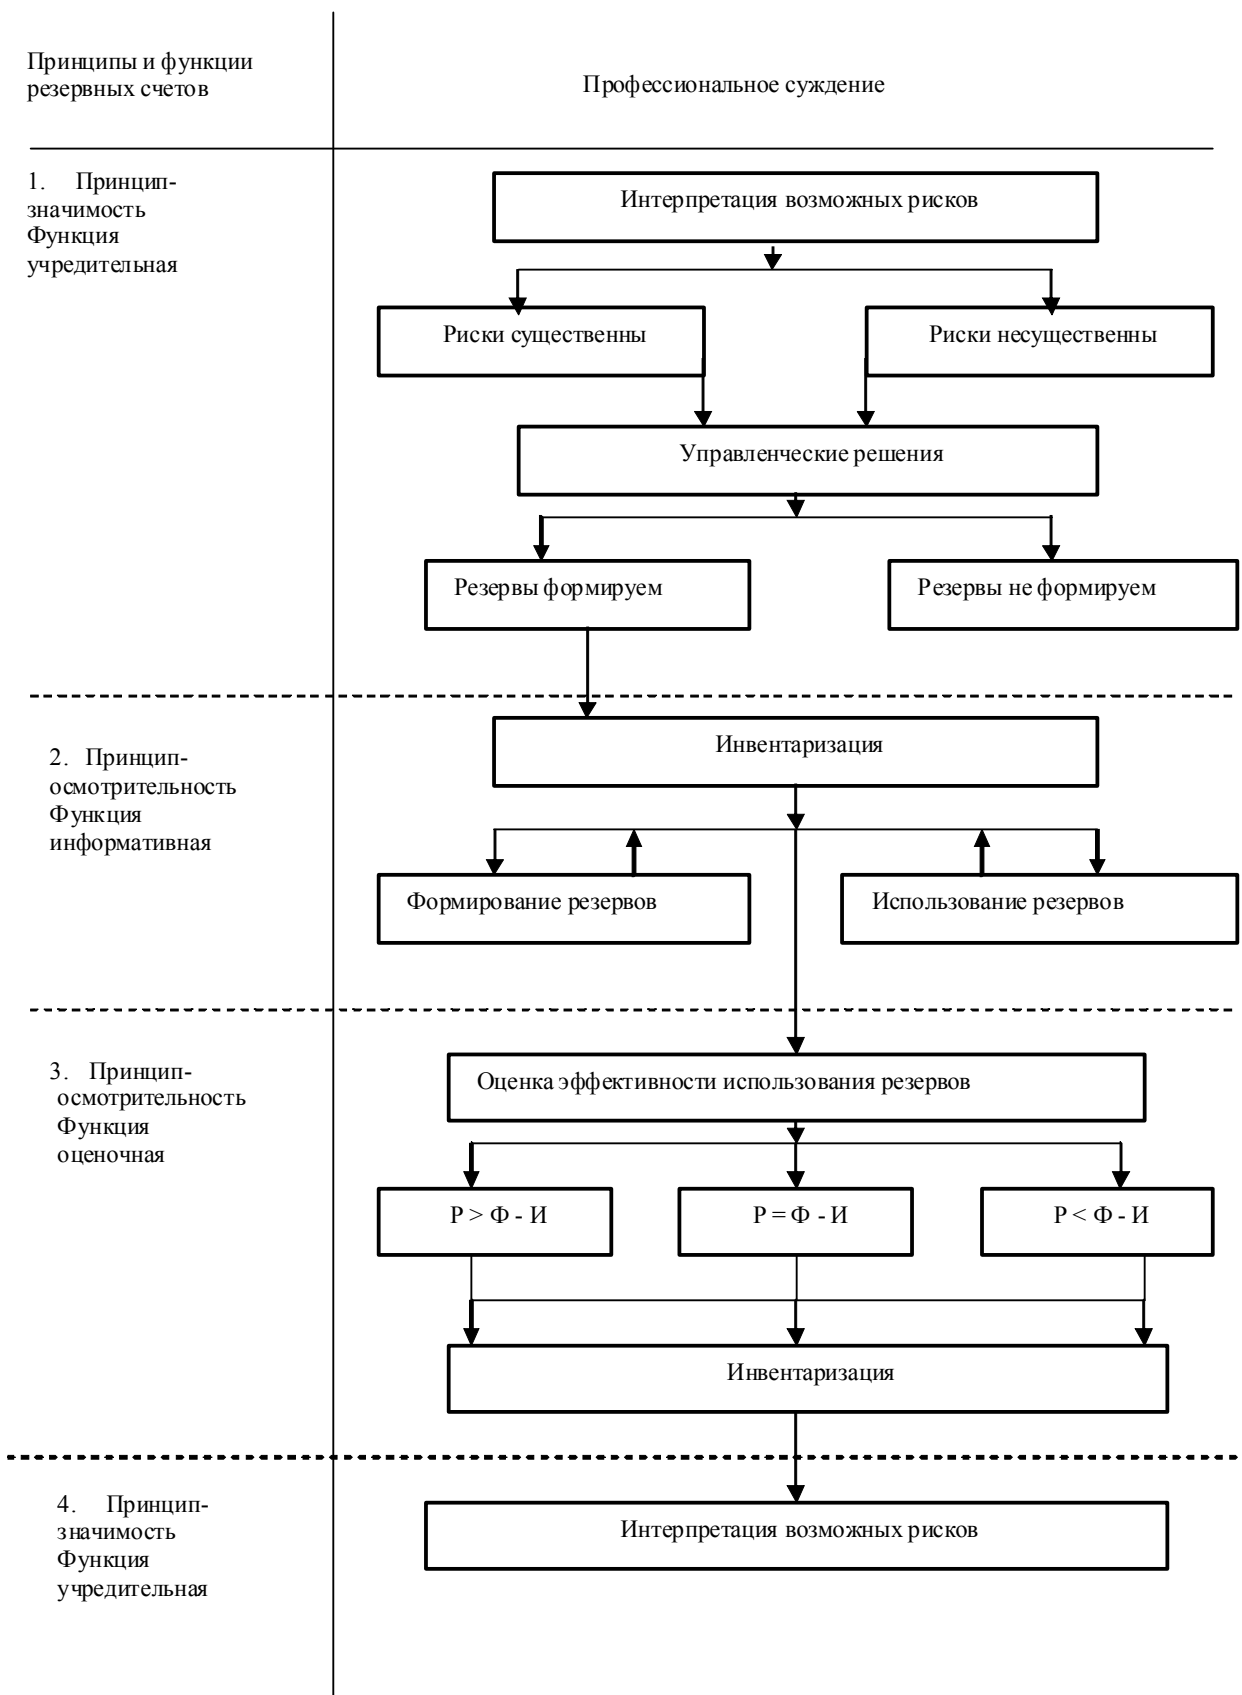 Принципы и функции
резервных счетов
Профессиональное суждение
1. Принцип-
значимость
Функция
учредительная
Интерпретация возможных рисков
Риски существенны
Риски несущественны
Управленческие решения
Резервы формируем
Резервы не формируем
2. Принцип-
осмотрительность
Функция
информативная
Инвентаризация
Формирование резервов
Использование резервов
3. Принцип-
осмотрительность
Функция
оценочная
Оценка эффективности использования резервов
Р > Ф - И
Р = Ф - И
Р < Ф - И
Инвентаризация
4. Принцип-
значимость
Функция
учредительная
Интерпретация возможных рисков